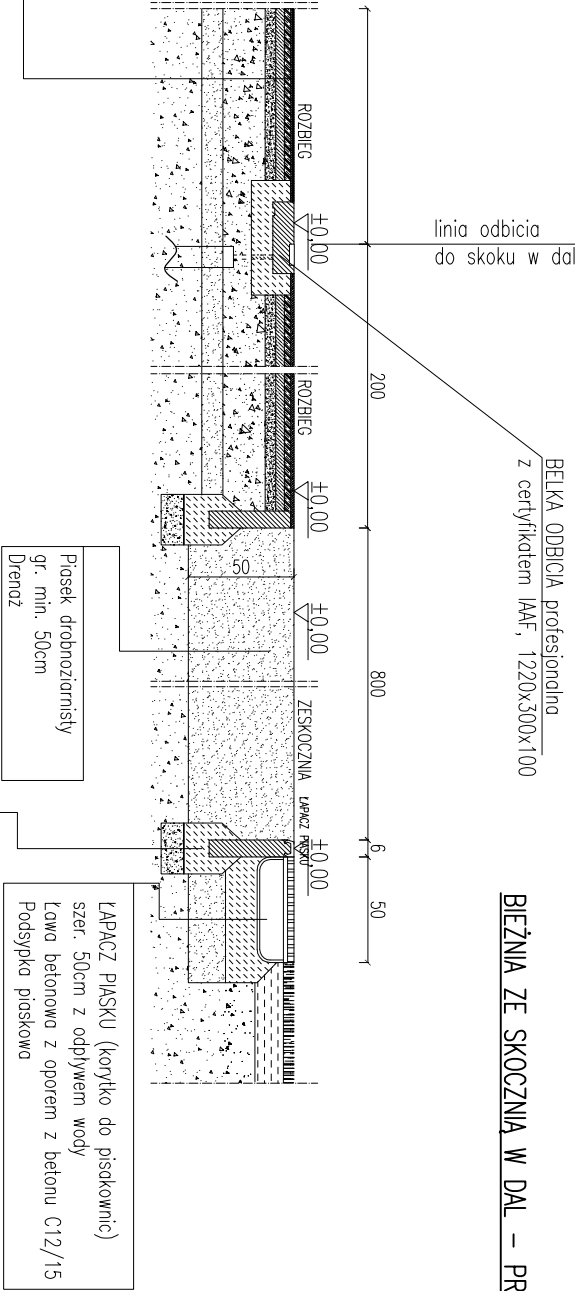 BIEŻNIA ZE SKOCZNIĄ W DAL – PR
BELKA ODBICIA profesjonalna
z certyfikatem IAAF, 1220x300x100
linia odbicia
do skoku w dal
200
800
6
50
ROZBIEG
±0,00
ROZBIEG
±0,00
50
±0,00
ZESKOCZNIA
ŁAPACZ PIASKU
±0,00
Piasek drobnoziarnisty
gr. min. 50cm
Drenaż
ŁAPACZ PIASKU (korytko do pisakownic)
szer. 50cm z odpływem wody
Ława betonowa z oporem z betonu C12/15
Podsypka piaskowa